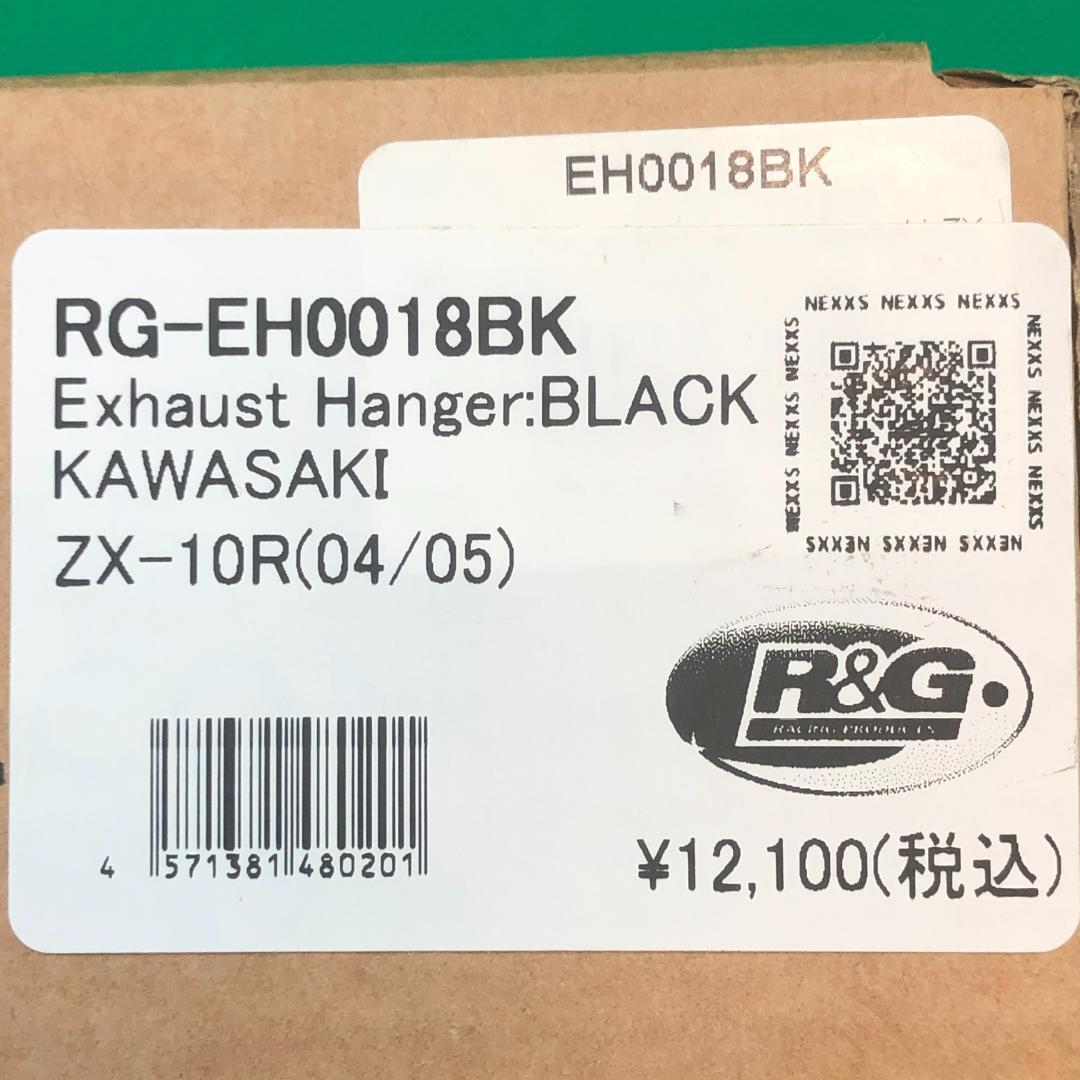 EH0018BK
RG-EH0018BK
Exhaust Hanger:BLACK
KAWASAKI
ZX-10R(04/05)
NEXXS NEXXS NEXXS
NEXXS NEXXS NEXXS
NEXXS NEXXS NEXXS
NEXXS NEXXS NEXXS
R&G
RACING PRODUCTS
4 571381 480201
¥12,100(税込)